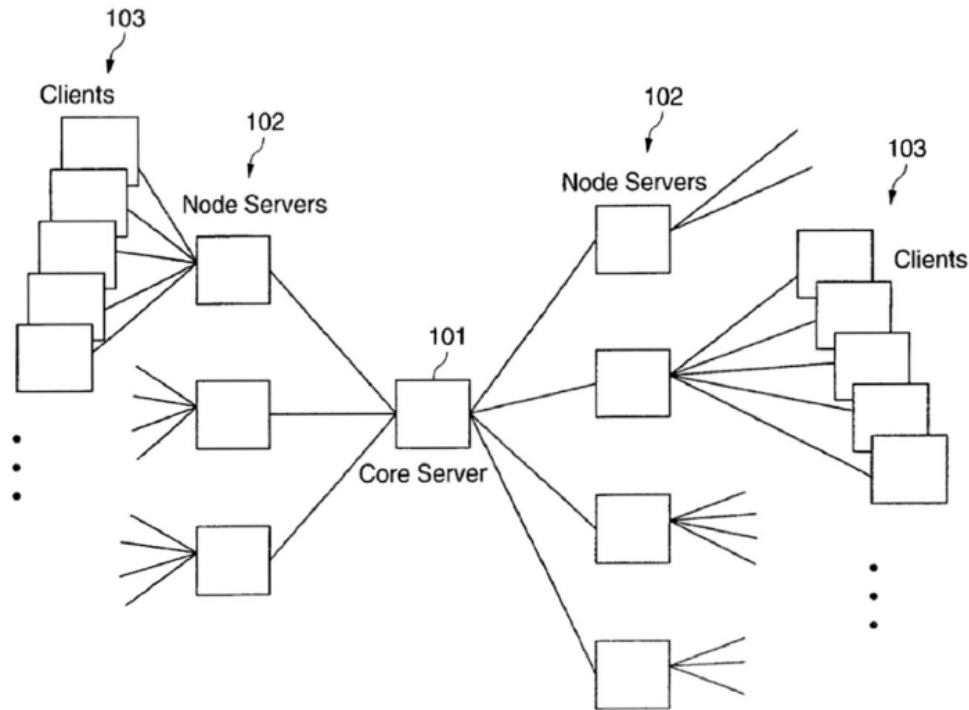 103
Clients
102
Node Servers
102
Node Servers
103
Clients
101
Core Server